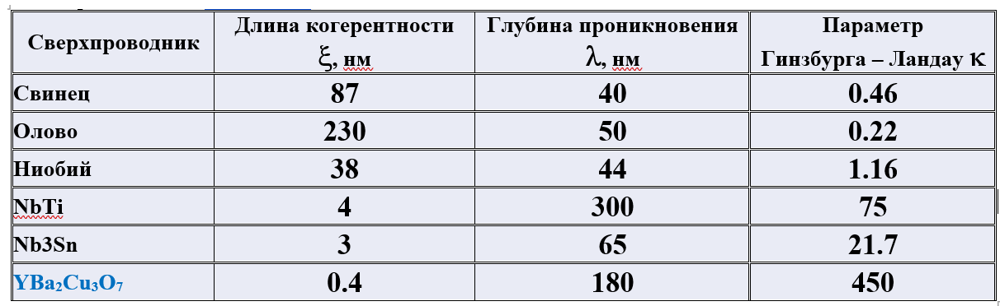 Сверхпроводник
Длина когерентности
ξ, нм
Глубина проникновения
λ, нм
Параметр
Гинзбурга – Ландау κ
Свинец 87 40 0.46
Олово 230 50 0.22
Ниобий 38 44 1.16
NbTi 4 300 75
Nb3Sn 3 65 21.7
YBa₂Cu₃O₇ 0.4 180 450